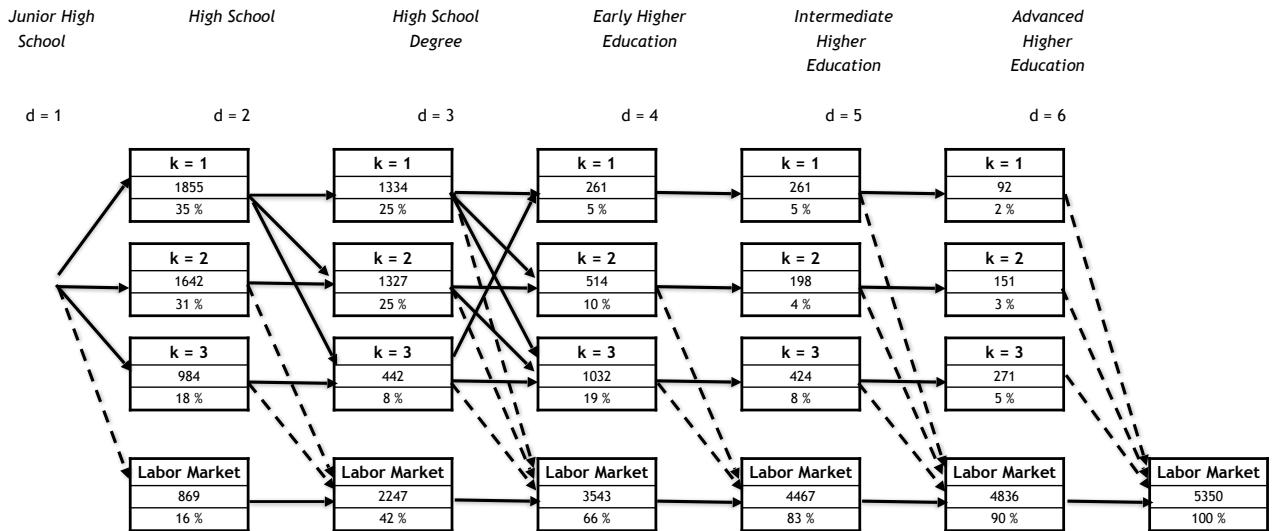 Junior High
School
High School
High School
Degree
Early Higher
Education
Intermediate
Higher
Education
Advanced
Higher
Education
d = 1
d = 2
d = 3
d = 4
d = 5
d = 6
k = 1
1855
35 %
k = 1
1334
25 %
k = 1
261
5 %
k = 1
261
5 %
k = 1
92
2 %
k = 2
1642
31 %
k = 2
1327
25 %
k = 2
514
10 %
k = 2
198
4 %
k = 2
151
3 %
k = 3
984
18 %
k = 3
442
8 %
k = 3
1032
19 %
k = 3
424
8 %
k = 3
271
5 %
Labor Market
869
16 %
Labor Market
2247
42 %
Labor Market
3543
66 %
Labor Market
4467
83 %
Labor Market
4836
90 %
Labor Market
5350
100 %